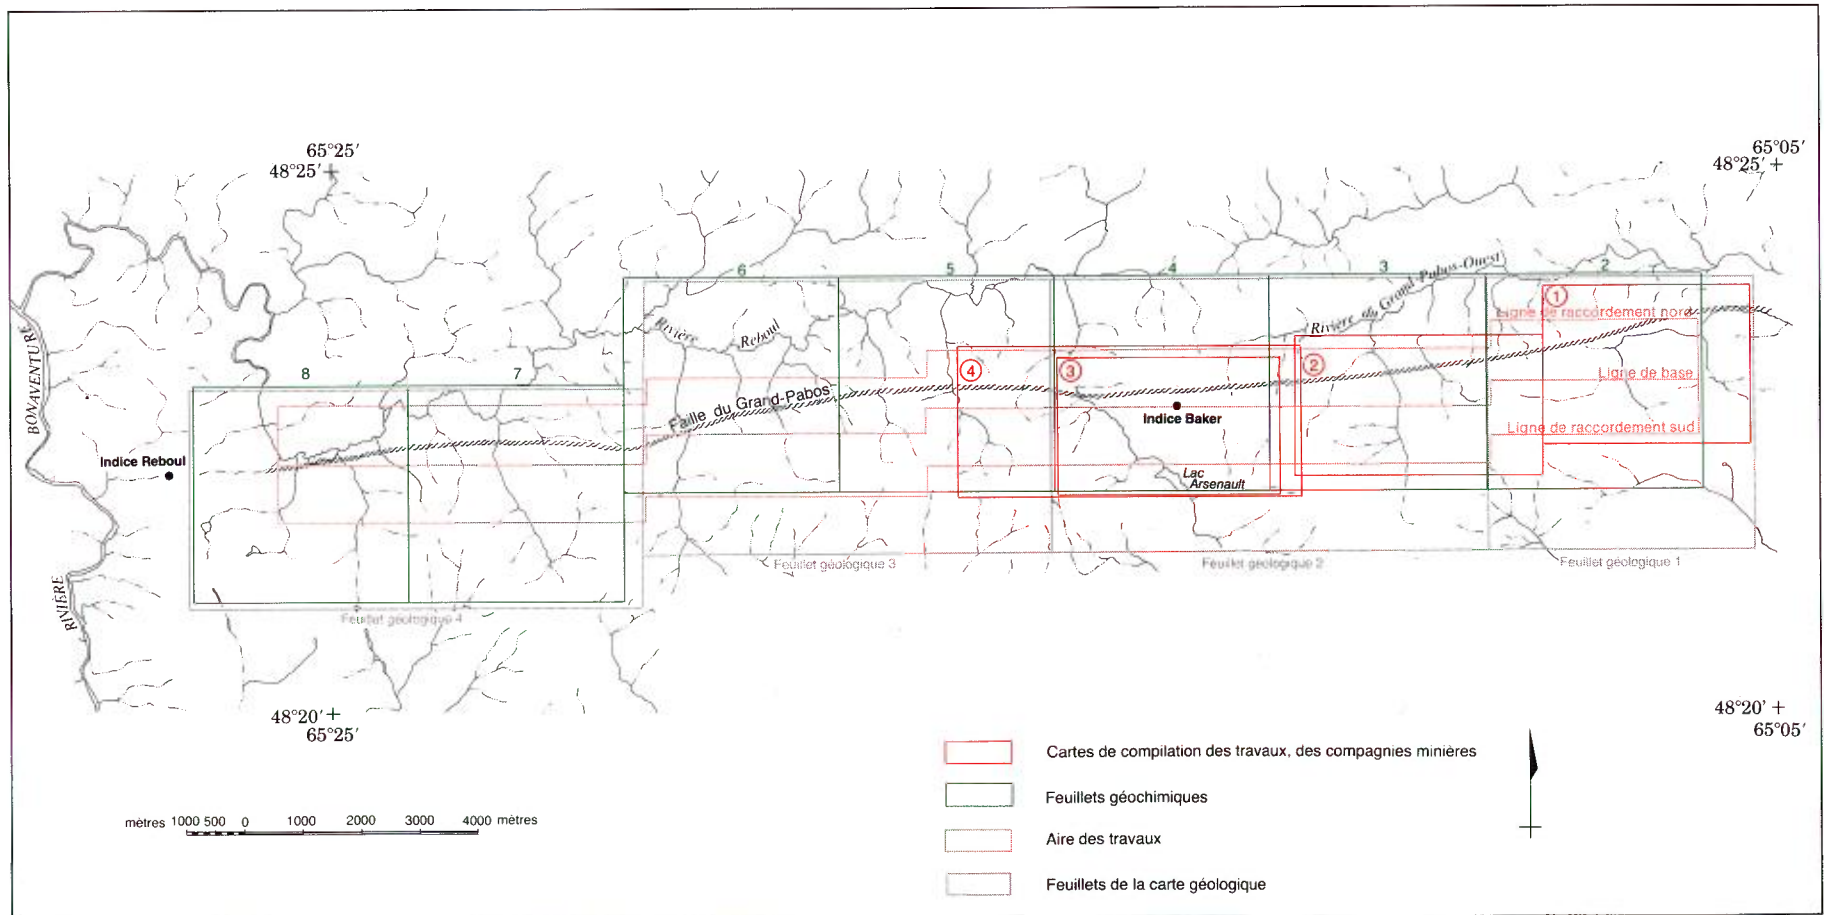 65°25′
48°25′
65°05′
48°25′
6
5
4
3
2
Rivière du Grand-Pabos-Ouest
1
Ligne de raccordement nord
Rivière Reboul
BONAVENTURE
8
7
4
3
2
Ligne de base
Faille du Grand-Pabos
Indice Baker
Ligne de raccordement sud
Indice Reboul
Lac
Arsenault
Feuillet géologique 3
Feuillet géologique 2
Feuillet géologique 1
RIVIÈRE
Feuillet géologique 4
48°20′
65°25′
48°20′
65°05′
Cartes de compilation des travaux, des compagnies minières
Feuillets géochimiques
mètres 1000 500 0 1000 2000 3000 4000 mètres
Aire des travaux
Feuillets de la carte géologique